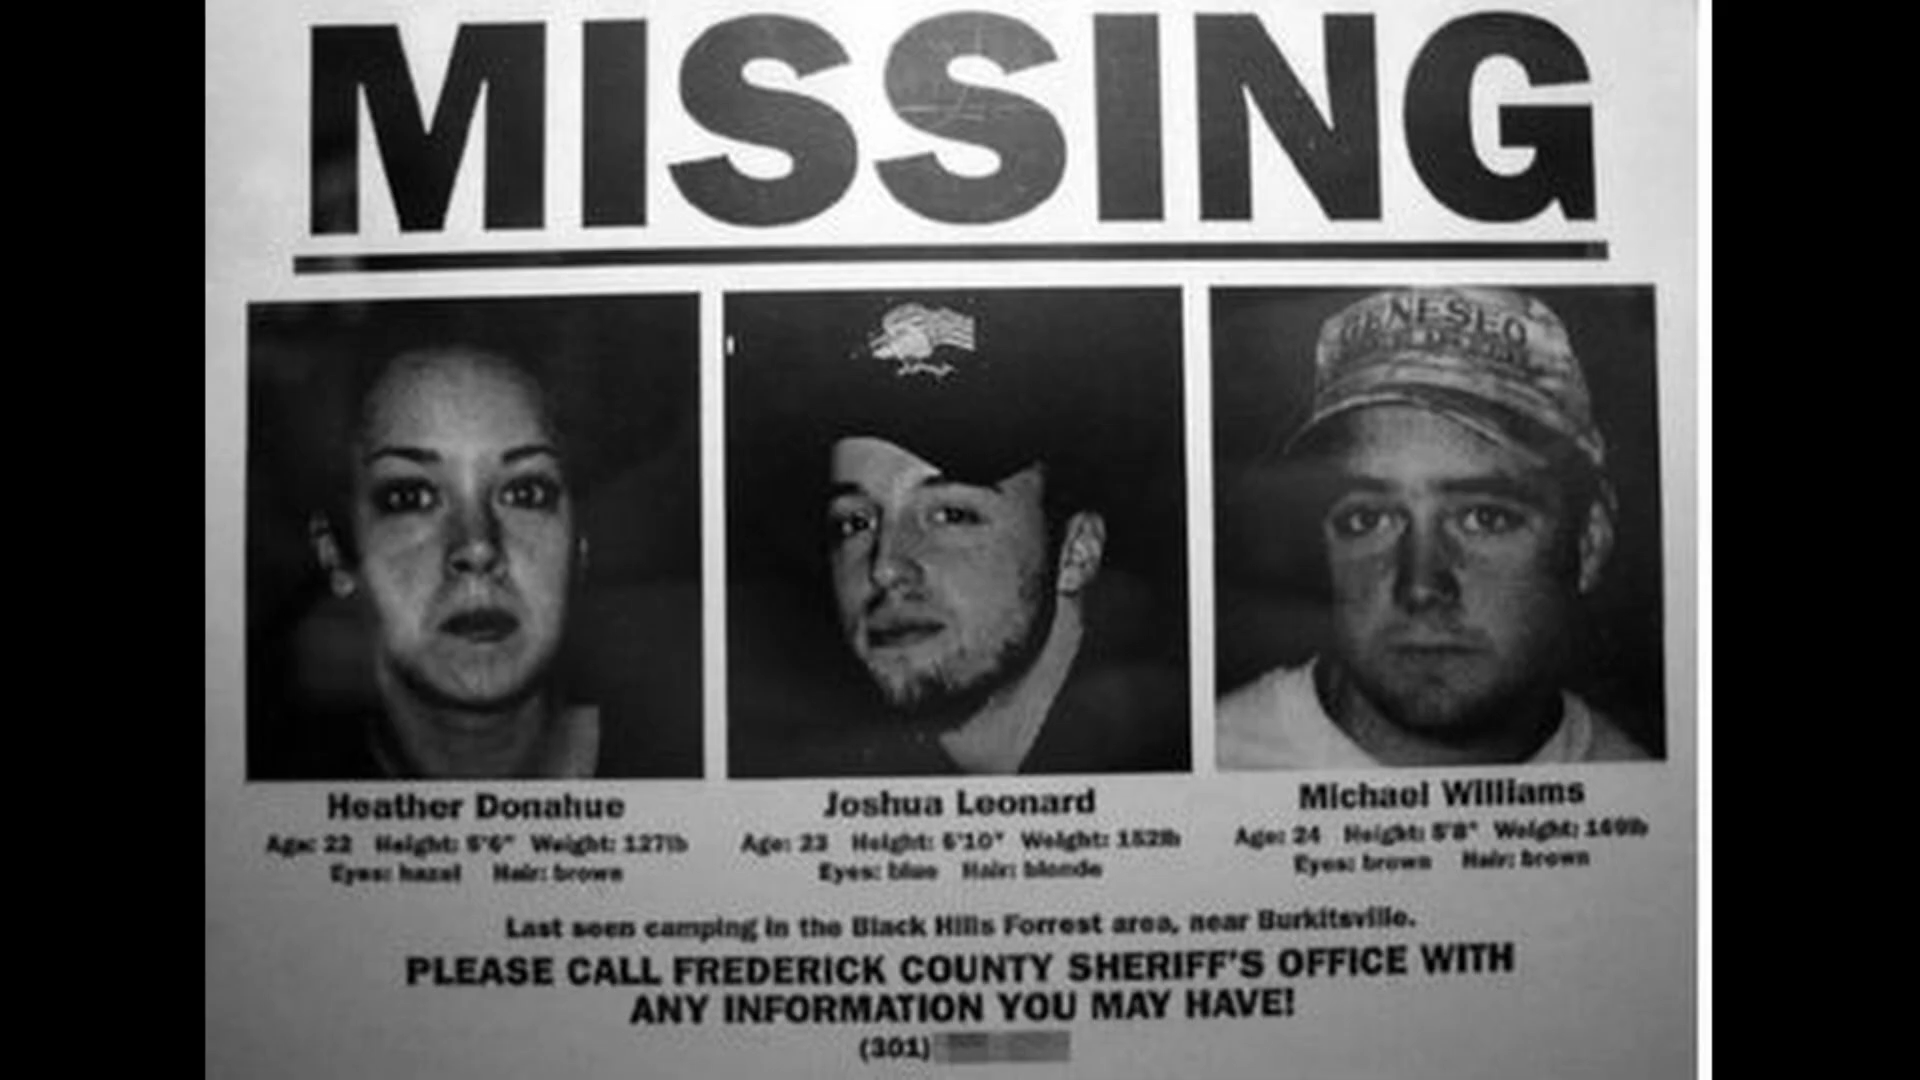 MISSING
GENESEO
Heather Donahue
Age: 22 Height: 5'6" Weight: 127lb
Eyes: hazel Hair: brown
Joshua Leonard
Age: 23 Height: 5'10" Weight: 152lb
Eyes: blue Hair: blonde
Michael Williams
Age: 24 Height: 5'8" Weight: 169lb
Eyes: brown Hair: brown
Last seen camping in the Black Hills Forrest area, near Burkitsville.
PLEASE CALL FREDERICK COUNTY SHERIFF'S OFFICE WITH
ANY INFORMATION YOU MAY HAVE!
(301)